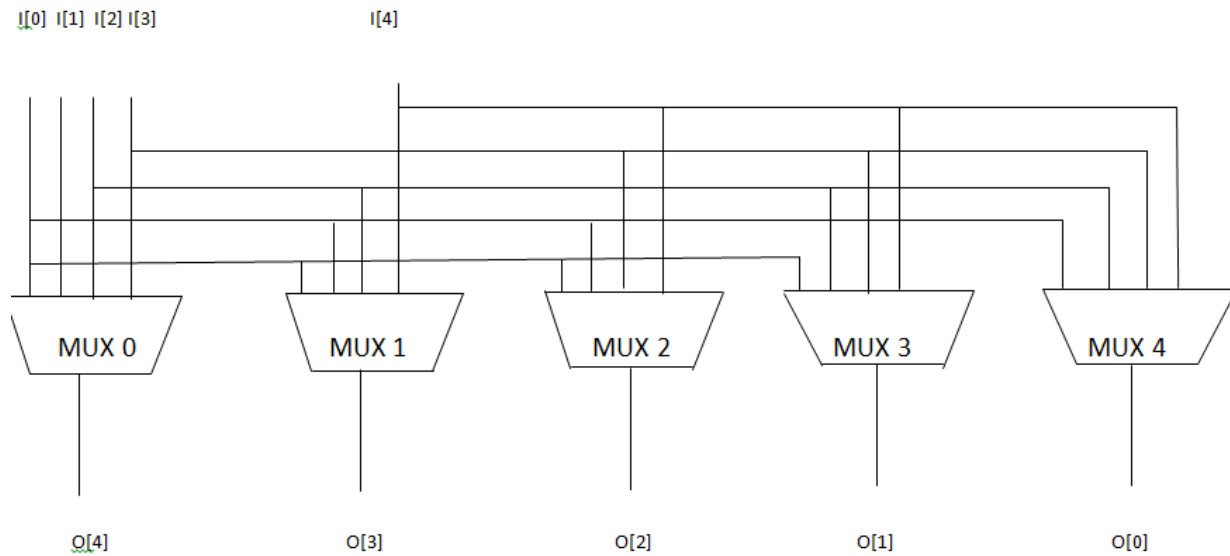 I[0] I[1] I[2] I[3] I[4]
MUX 0 MUX 1 MUX 2 MUX 3 MUX 4
O[4] O[3] O[2] O[1] O[0]